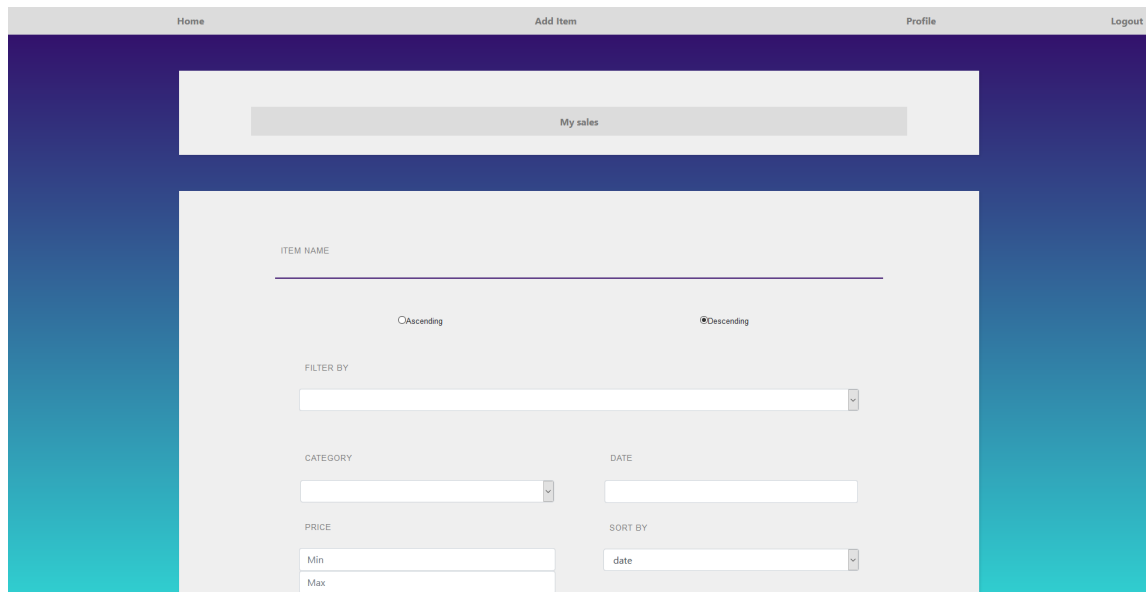 Home Add Item Profile Logout
My sales
ITEM NAME
Ascending Descending
FILTER BY
CATEGORY DATE
PRICE SORT BY
Min date
Max